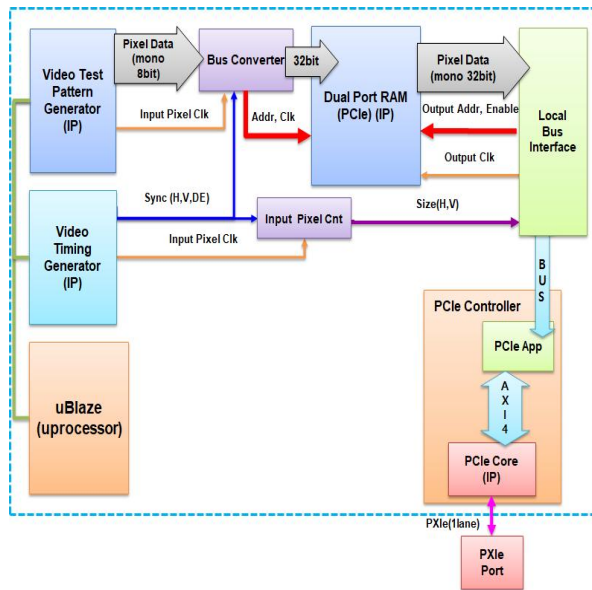 Video Test
Pattern
Generator
(IP)
Pixel Data
(mono
8bit)
Bus Converter
32bit
Dual Port RAM
(PCIe) (IP)
Pixel Data
(mono 32bit)
Local
Bus
Interface
Input Pixel Clk
Addr, Clk
Output Addr, Enable
Output Clk
Video
Timing
Generator
(IP)
Sync (H,V,DE)
Input Pixel Clk
Input Pixel Cnt
Size(H,V)
BUS
uBlaze
(uprocessor)
PCIe Controller
PCIe App
AXI4
PCIe Core
(IP)
PXIe(1lane)
PXIe
Port